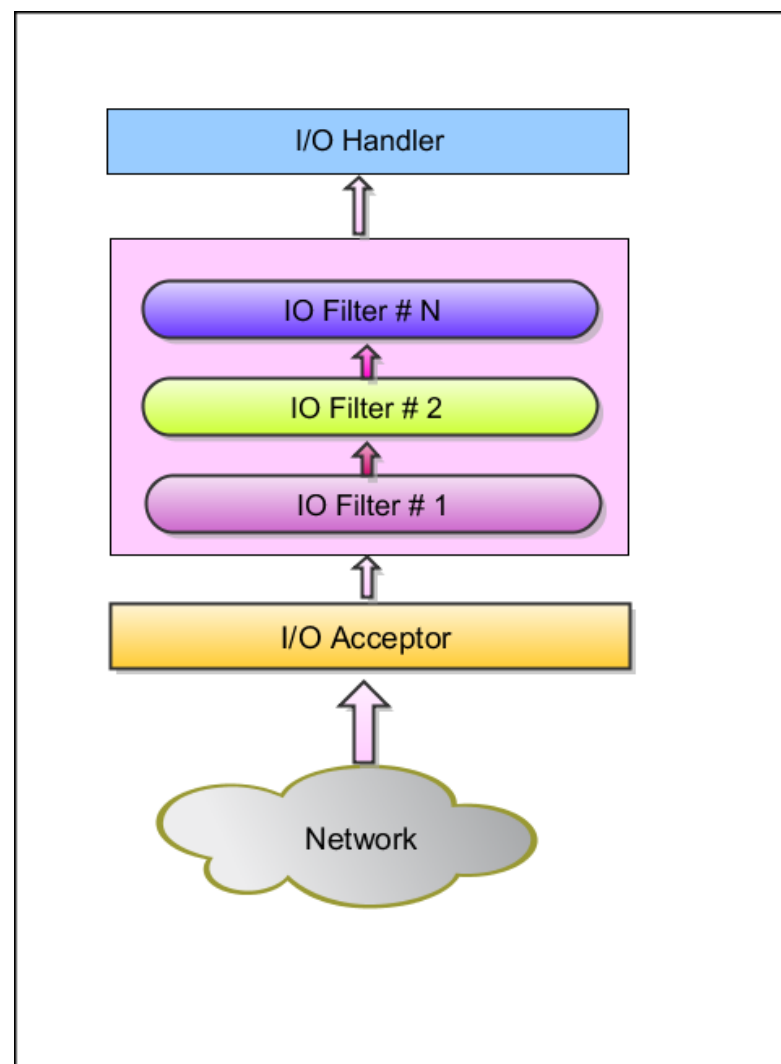 I/O Handler
IO Filter # N
IO Filter # 2
IO Filter # 1
I/O Acceptor
Network